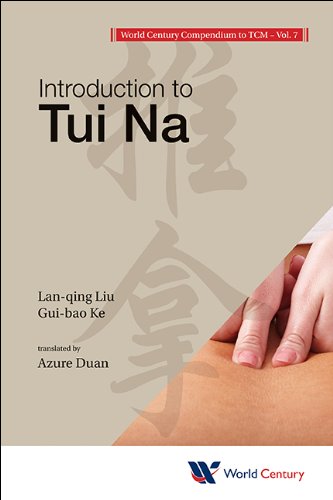 World Century Compendium to TCM – Vol. 7
Introduction to
Tui Na
推
拿
Lan-qing Liu
Gui-bao Ke
translated by
Azure Duan
World Century